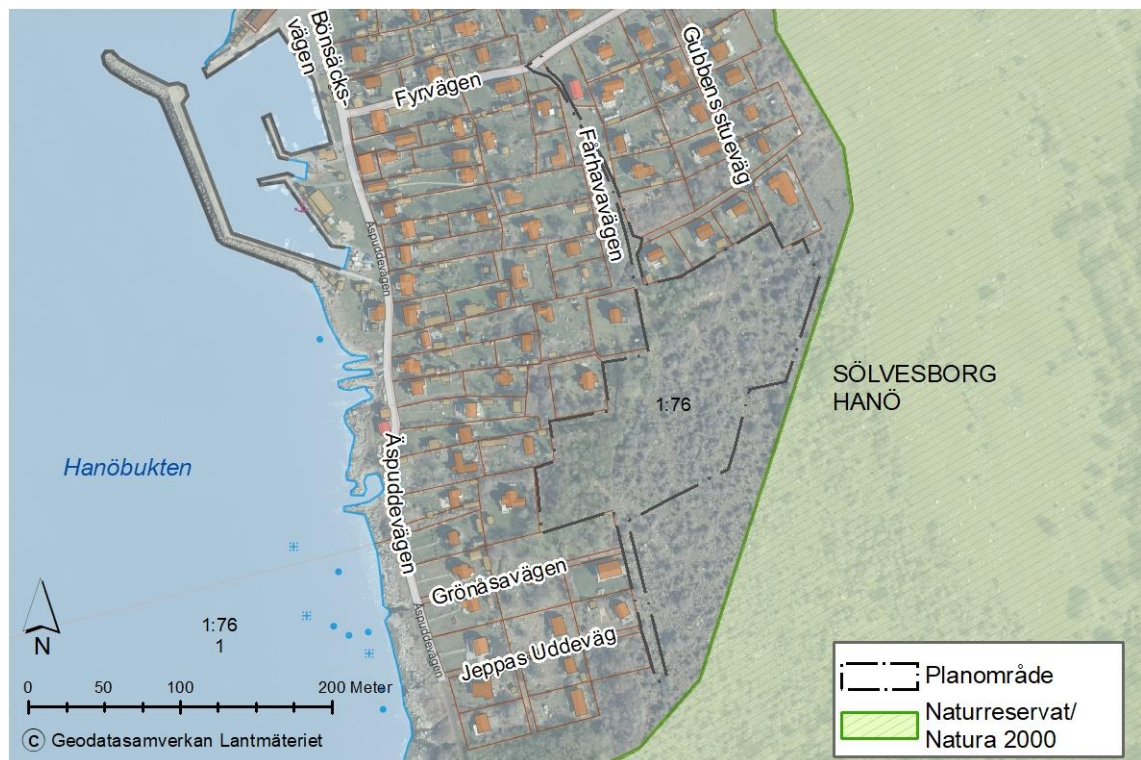 Bönsäcks-
vägen
Fyrvägen
Gubbens stueväg
Fårhavavägen
Äspuddevägen
SÖLVESBORG
HANÖ
1:76
Hanöbukten
Äspuddevägen
Grönåsavägen
Äspuddevägen
Jeppas Uddeväg
1:76
1
N
0 50 100 200 Meter
C Geodatasamverkan Lantmäteriet
Planområde
Naturreservat/
Natura 2000